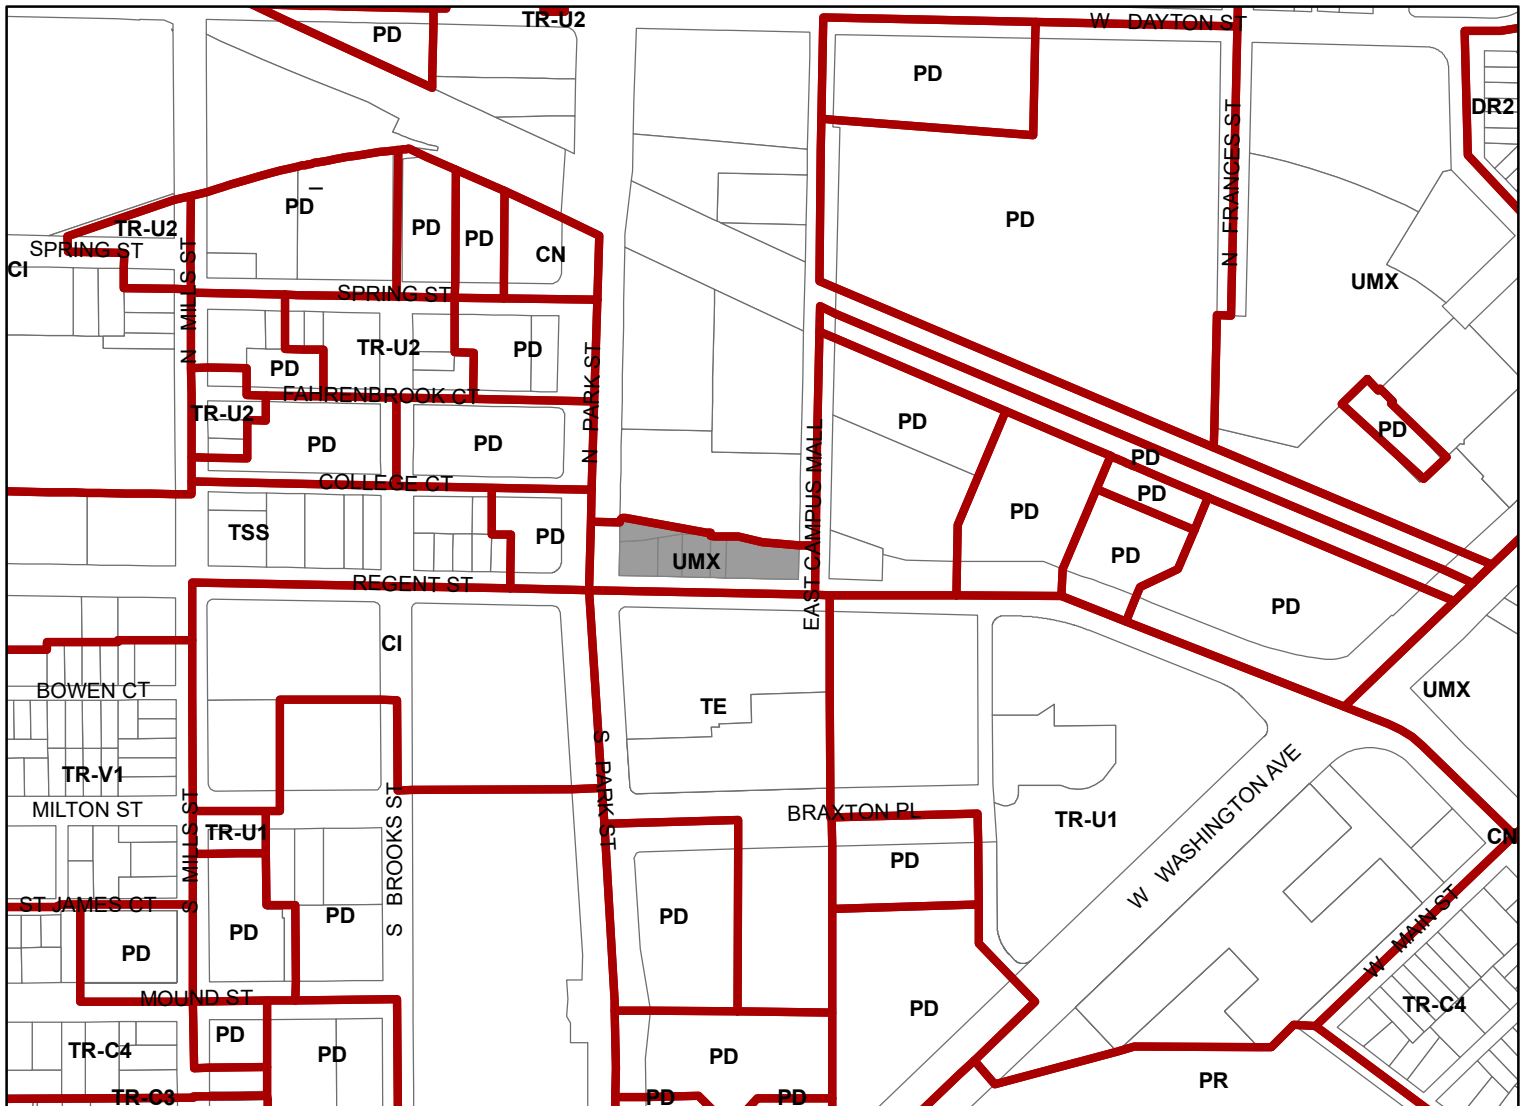 TR-U2
W DAYTON ST
PD
PD
DR2
N FRANCES ST
PD
TR-U2
SPRING ST
CI
N MILLS ST
PD
PD
PD
CN
PD
UMX
SPRING ST
PD
TR-U2
PD
N PARK ST
FAHRENBROOK CT
TR-U2
PD
PD
PD
PD
EAST CAMPUS MALL
PD
PD
COLLEGE CT
TSS
PD
UMX
PD
PD
REGENT ST
PD
CI
BOWEN CT
TE
UMX
TR-V1
S PARK ST
W WASHINGTON AVE
MILTON ST
S MILLS ST
TR-U1
S BROOKS ST
BRAXTON PL
TR-U1
CN
PD
ST JAMES CT
PD
PD
PD
PD
W MAIN ST
MOUND ST
PD
PD
TR-C4
TR-C4
PD
PD
PR
TR-C3
PD
PD